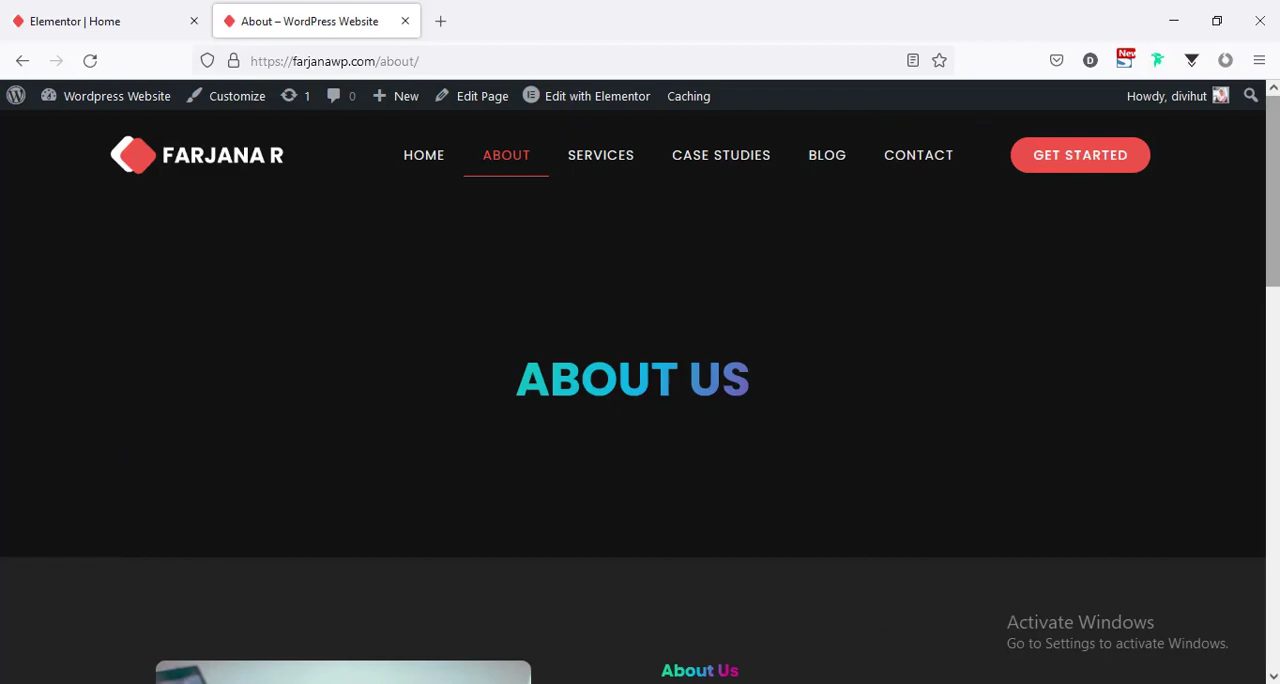 Elementor | Home
About – WordPress Website
https://farjanawp.com/about/
New
D
Wordpress Website
Customize
1
0
New
Edit Page
Edit with Elementor
Caching
Howdy, divihut
FARJANA R
HOME
ABOUT
SERVICES
CASE STUDIES
BLOG
CONTACT
GET STARTED
ABOUT US
Activate Windows
Go to Settings to activate Windows.
About Us